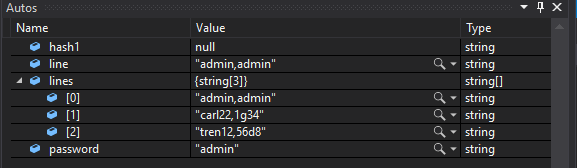 Autos
Name Value Type
hash1 null string
line "admin,admin" string
lines {string[3]} string[]
[0] "admin,admin" string
[1] "carl22,1g34" string
[2] "tren12,56d8" string
password "admin" string